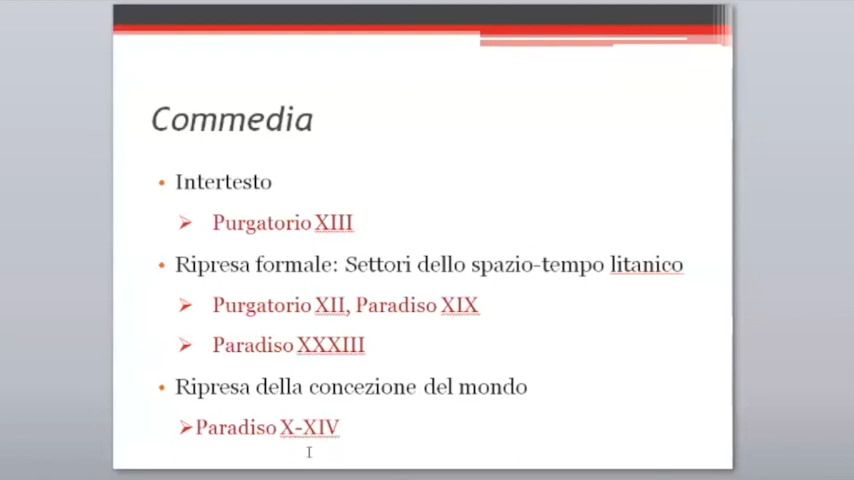 Commedia
• Intertesto
➢ Purgatorio XIII
• Ripresa formale: Settori dello spazio-tempo litanico
➢ Purgatorio XII, Paradiso XIX
➢ Paradiso XXXIII
• Ripresa della concezione del mondo
➢Paradiso X-XIV